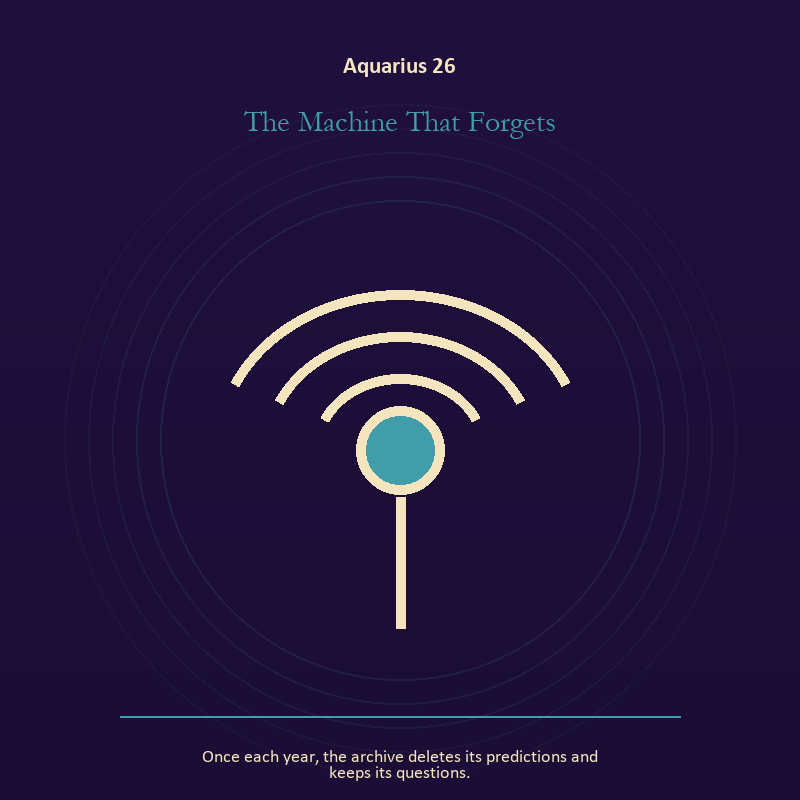 Aquarius 26
The Machine That Forgets
Once each year, the archive deletes its predictions and
keeps its questions.